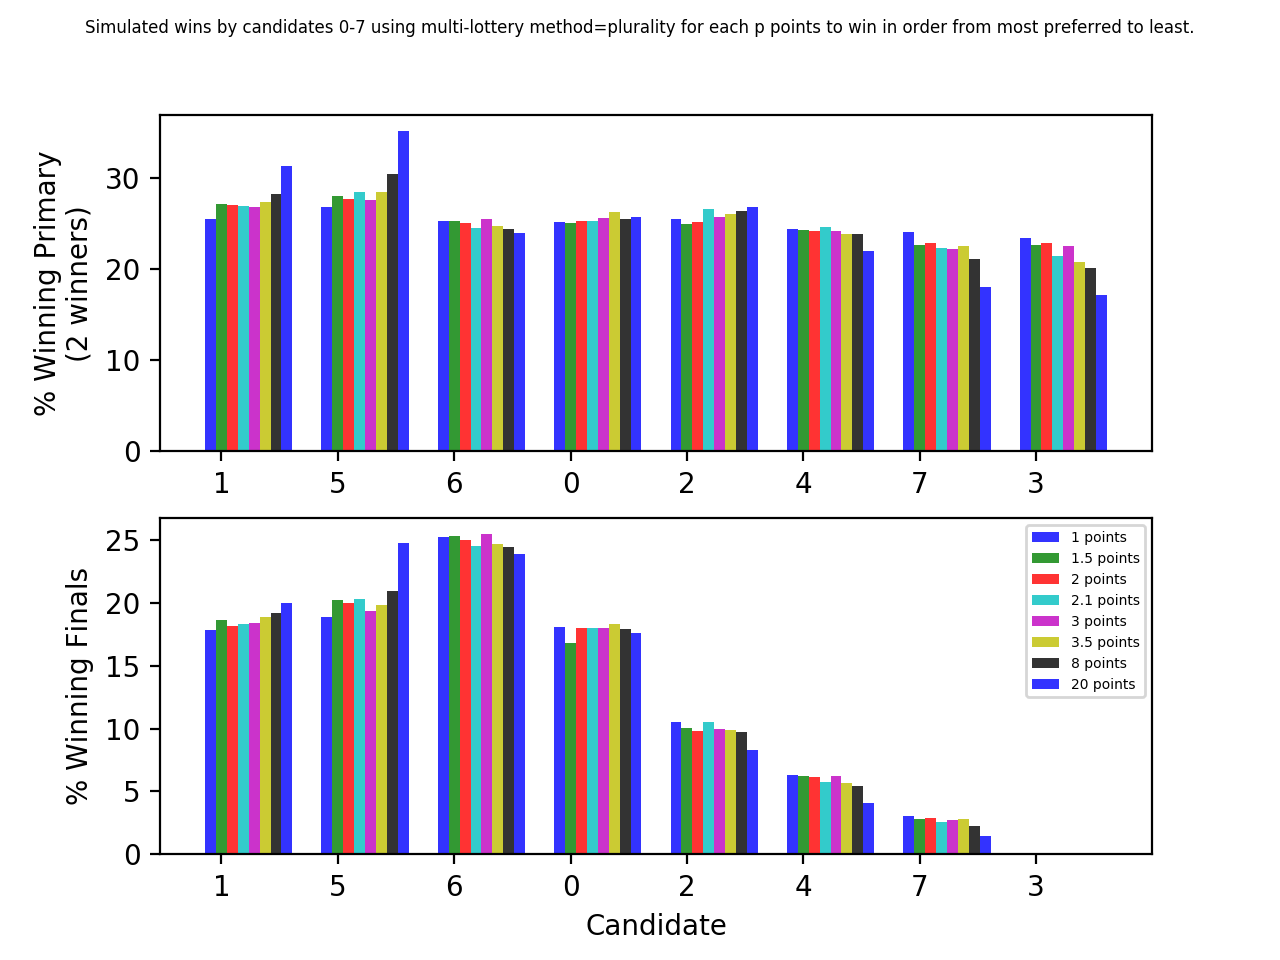 Simulated wins by candidates 0-7 using multi-lottery method=plurality for each p points to win in order from most preferred to least.
% Winning Primary
(2 winners)
30
20
10
0
1 5 6 0 2 4 7 3
% Winning Finals
25
20
15
10
5
0
1 points
1.5 points
2 points
2.1 points
3 points
3.5 points
8 points
20 points
1 5 6 0 2 4 7 3
Candidate